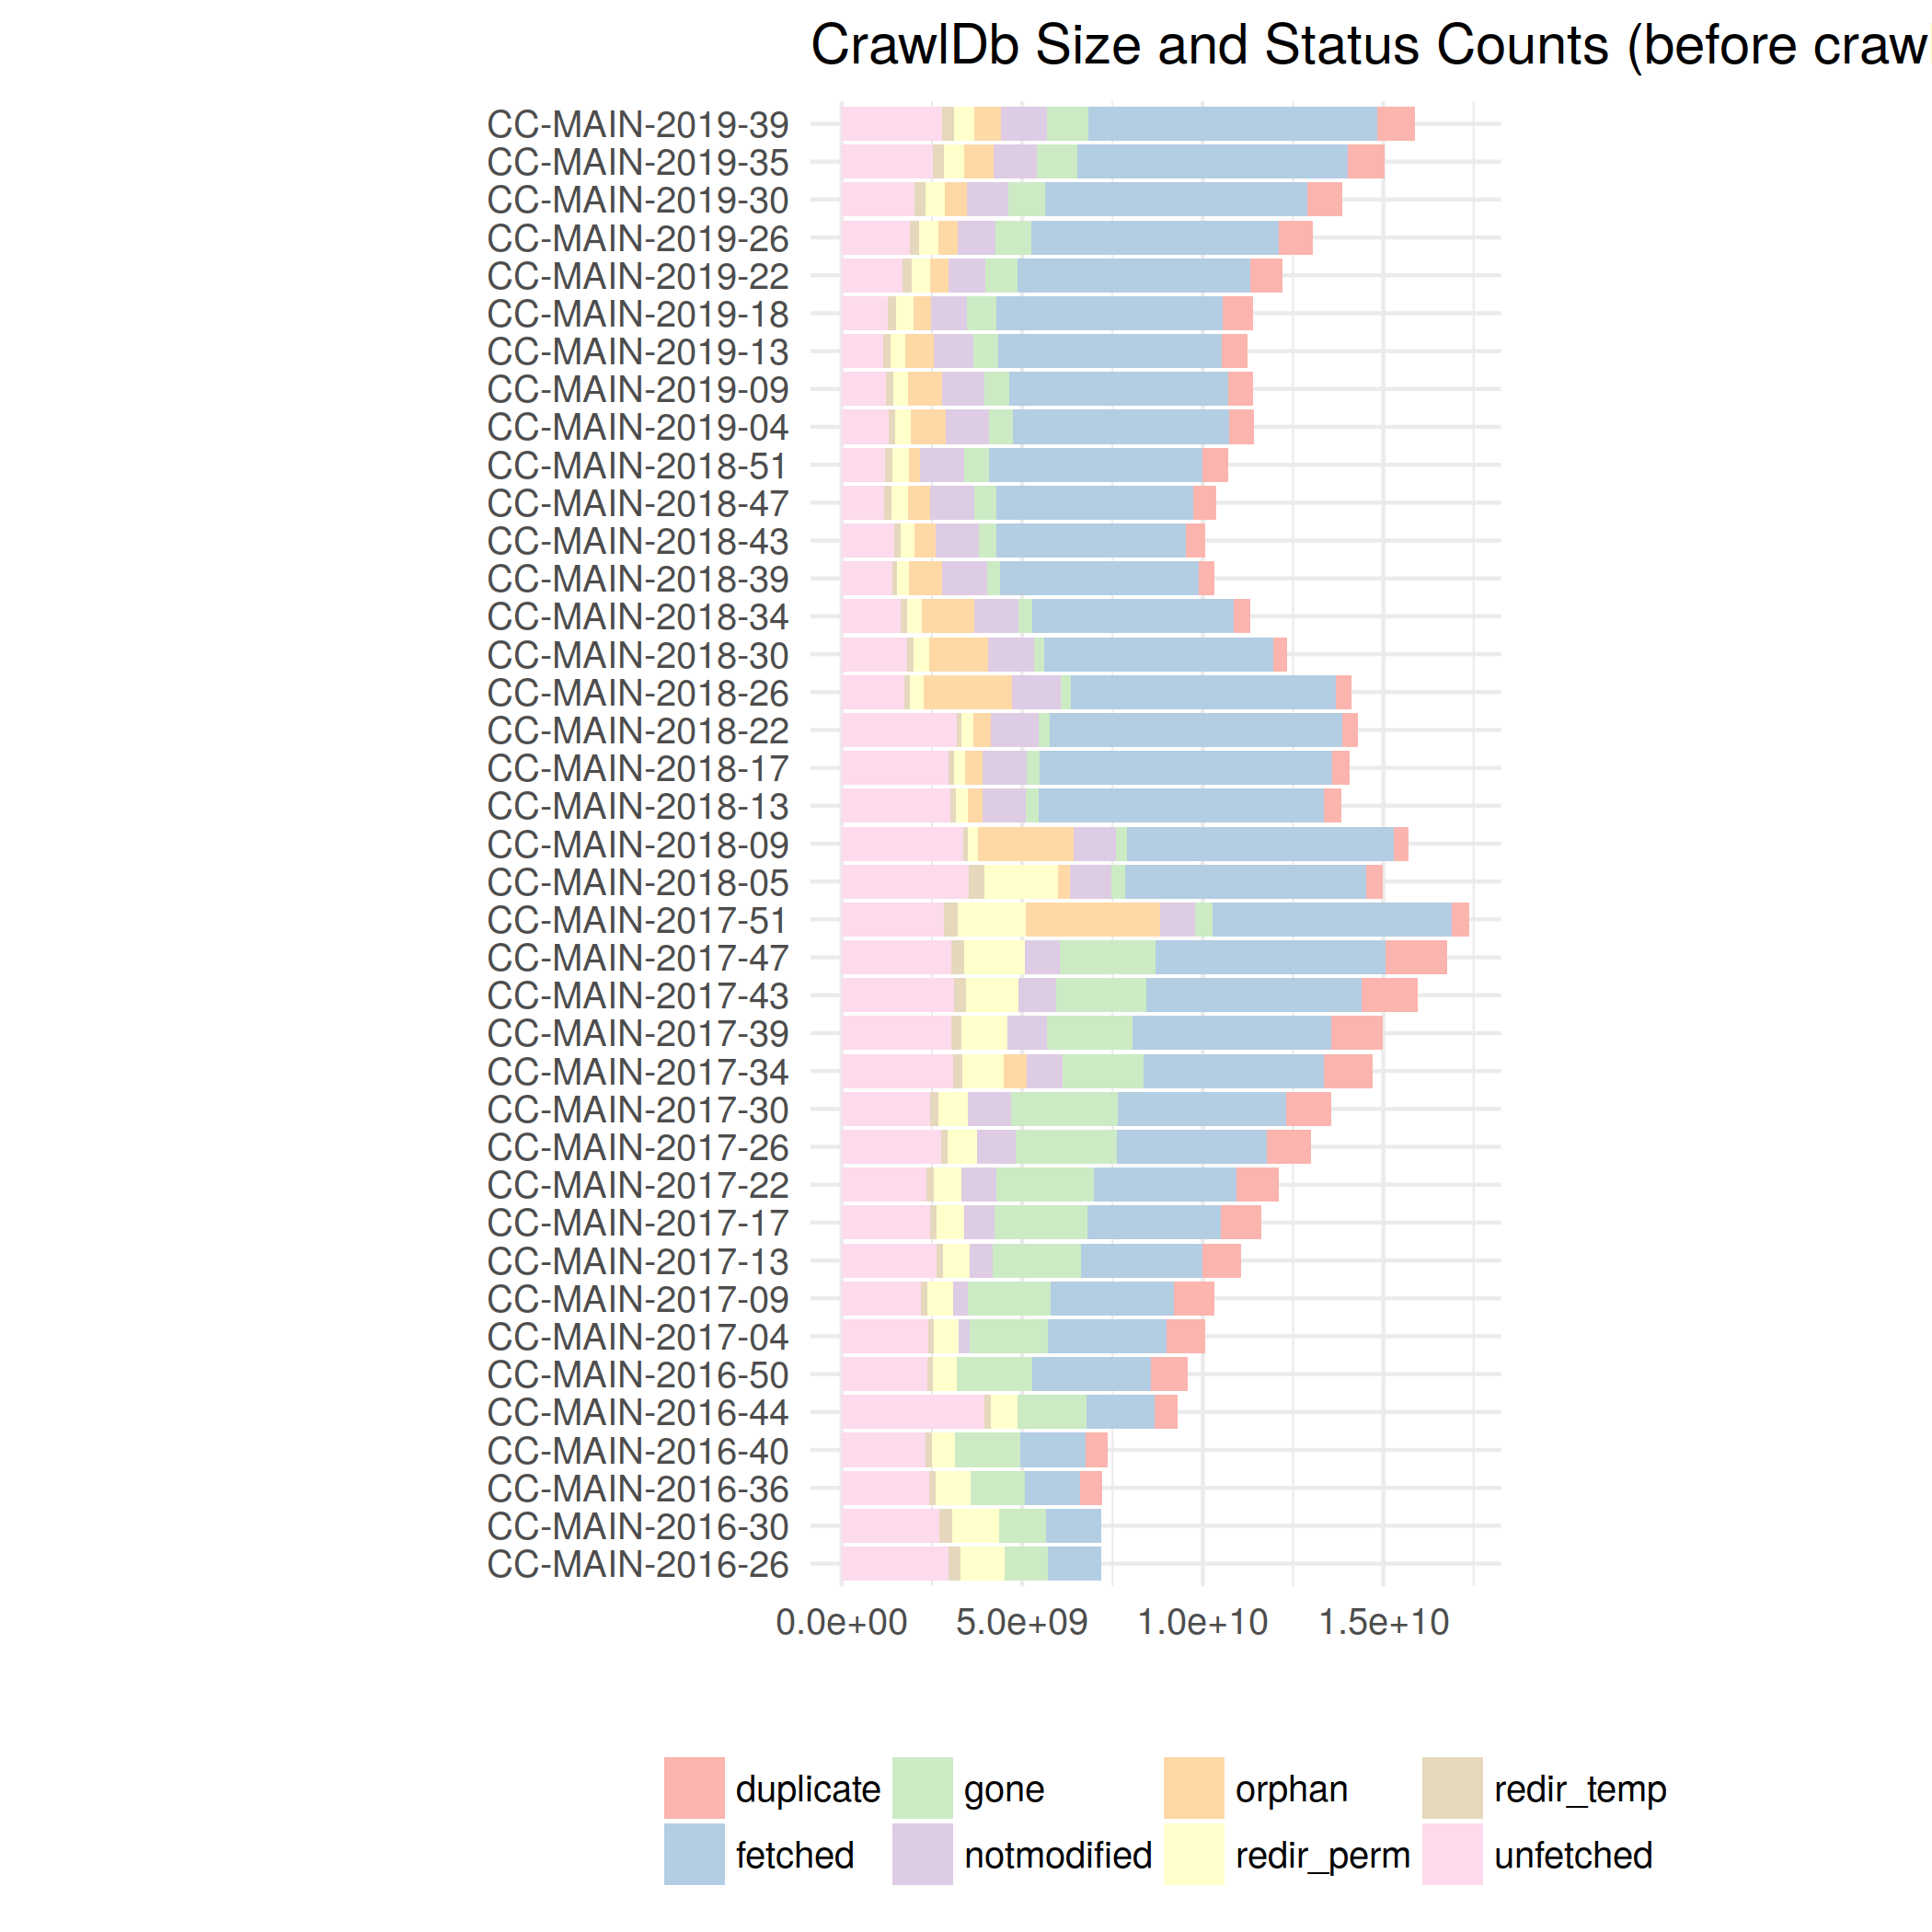 CrawlDb Size and Status Counts (before craw
CC-MAIN-2019-39
CC-MAIN-2019-35
CC-MAIN-2019-30
CC-MAIN-2019-26
CC-MAIN-2019-22
CC-MAIN-2019-18
CC-MAIN-2019-13
CC-MAIN-2019-09
CC-MAIN-2019-04
CC-MAIN-2018-51
CC-MAIN-2018-47
CC-MAIN-2018-43
CC-MAIN-2018-39
CC-MAIN-2018-34
CC-MAIN-2018-30
CC-MAIN-2018-26
CC-MAIN-2018-22
CC-MAIN-2018-17
CC-MAIN-2018-13
CC-MAIN-2018-09
CC-MAIN-2018-05
CC-MAIN-2017-51
CC-MAIN-2017-47
CC-MAIN-2017-43
CC-MAIN-2017-39
CC-MAIN-2017-34
CC-MAIN-2017-30
CC-MAIN-2017-26
CC-MAIN-2017-22
CC-MAIN-2017-17
CC-MAIN-2017-13
CC-MAIN-2017-09
CC-MAIN-2017-04
CC-MAIN-2016-50
CC-MAIN-2016-44
CC-MAIN-2016-40
CC-MAIN-2016-36
CC-MAIN-2016-30
CC-MAIN-2016-26
0.0e+00 5.0e+09 1.0e+10 1.5e+10
duplicate gone orphan redir_temp
fetched notmodified redir_perm unfetched